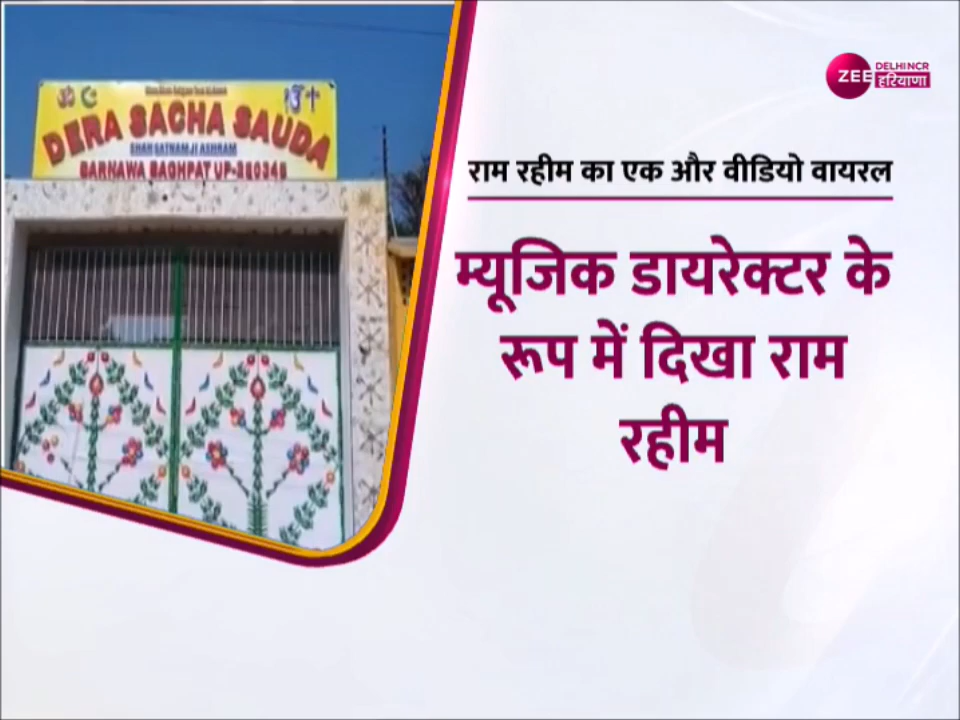 DERA SACHA SAUDA
SHAH SATNAM JI ASHRAM
BARNAWA BAGHPAT UP-250345
ZEE DELHI NCR
हरियाणा
राम रहीम का एक और वीडियो वायरल
म्यूजिक डायरेक्टर के
रूप में दिखा राम
रहीम